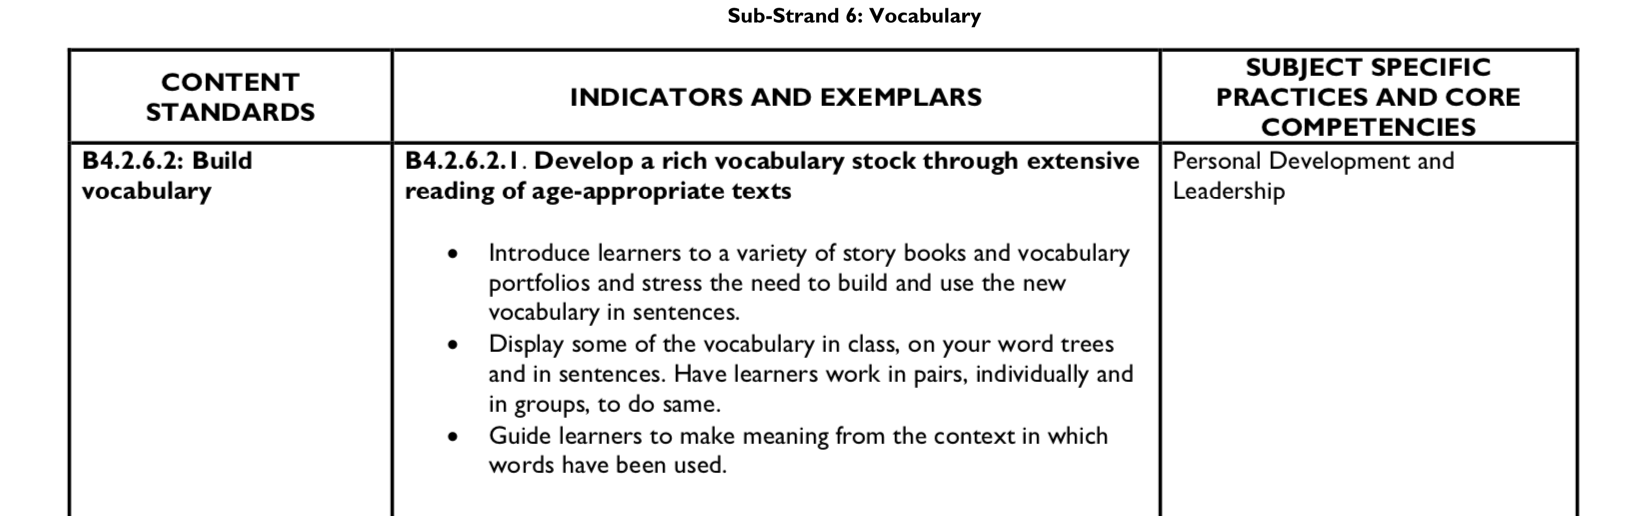 Sub-Strand 6: Vocabulary
CONTENT
STANDARDS
INDICATORS AND EXEMPLARS
SUBJECT SPECIFIC
PRACTICES AND CORE
COMPETENCIES
B4.2.6.2: Build
vocabulary
B4.2.6.2.1. Develop a rich vocabulary stock through extensive
reading of age-appropriate texts
• Introduce learners to a variety of story books and vocabulary
portfolios and stress the need to build and use the new
vocabulary in sentences.
• Display some of the vocabulary in class, on your word trees
and in sentences. Have learners work in pairs, individually and
in groups, to do same.
• Guide learners to make meaning from the context in which
words have been used.
Personal Development and
Leadership